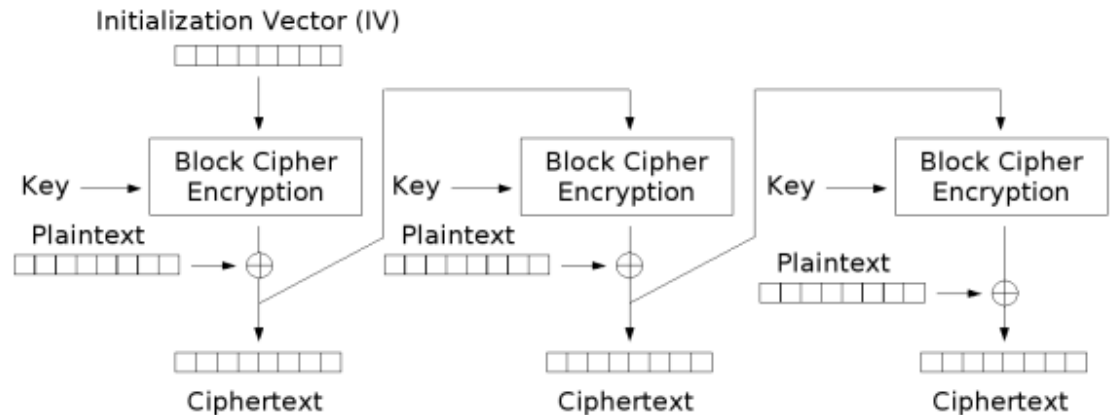 Initialization Vector (IV)
Key
Block Cipher
Encryption
Plaintext
Ciphertext
Key
Block Cipher
Encryption
Plaintext
Ciphertext
Key
Block Cipher
Encryption
Plaintext
Ciphertext